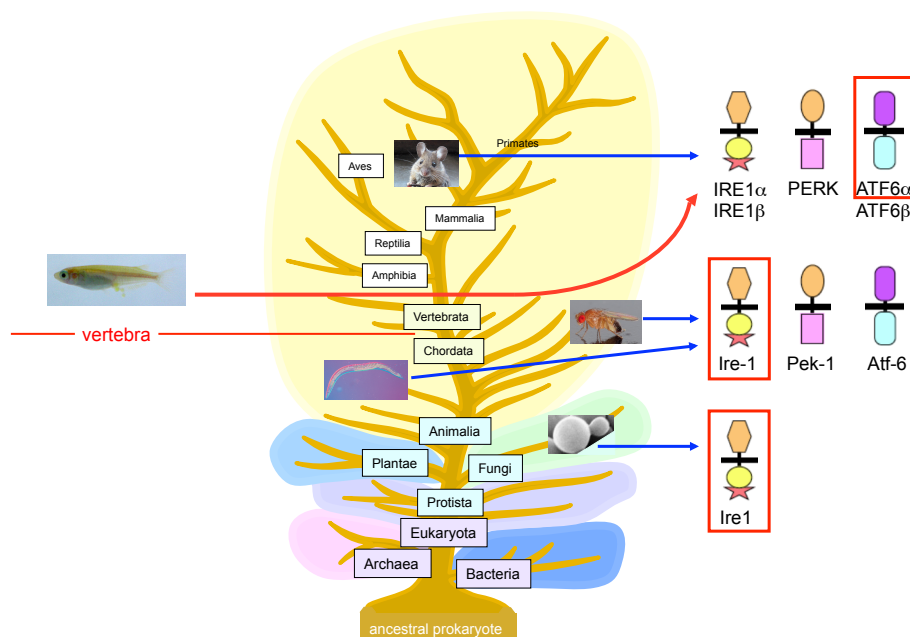 Primates
Aves
IRE1α
IRE1β
PERK
ATF6α
ATF6β
Mammalia
Reptilia
Amphibia
Vertebrata
vertebra
Chordata
Ire-1
Pek-1
Atf-6
Animalia
Plantae
Fungi
Protista
Ire1
Eukaryota
Archaea
Bacteria
ancestral prokaryote